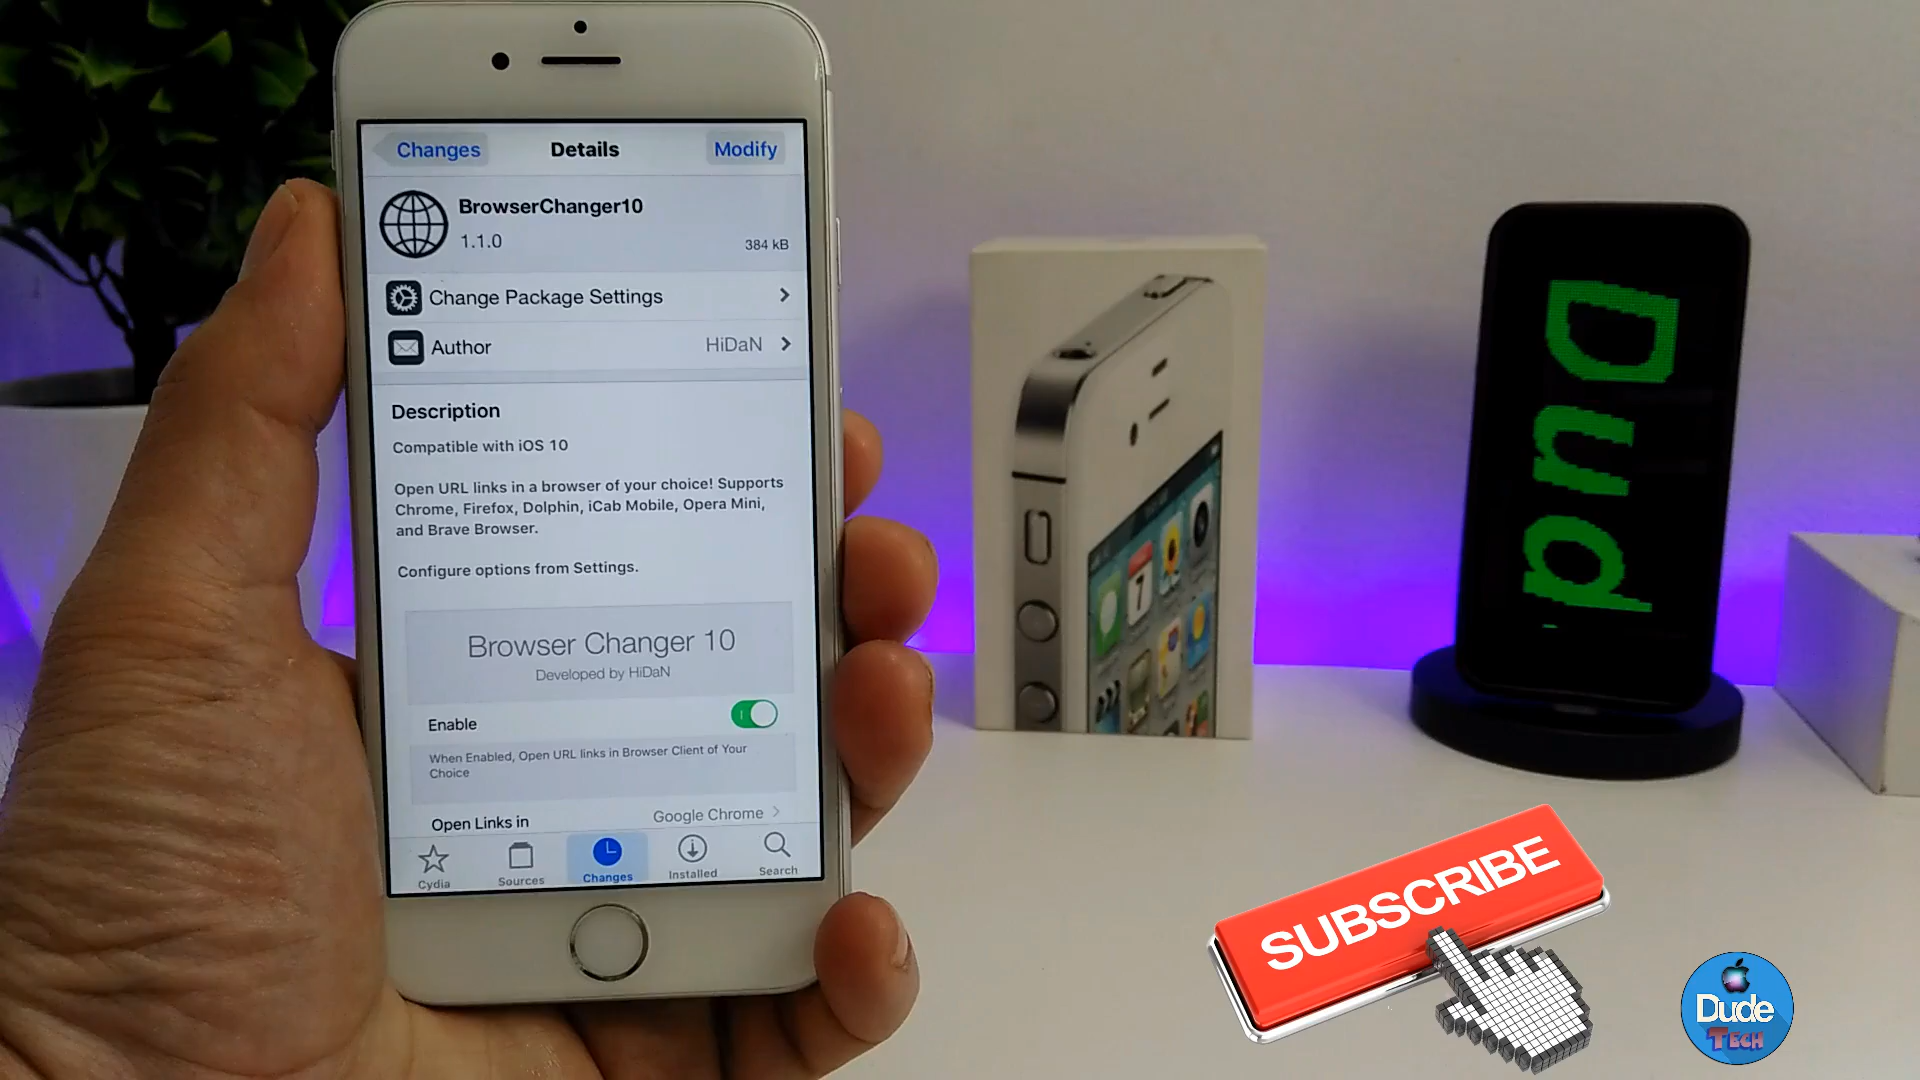 Changes
Details
Modify
BrowserChanger10
1.1.0
384 kB
Change Package Settings
Author
HiDaN
Description
Compatible with iOS 10
Open URL links in a browser of your choice! Supports
Chrome, Firefox, Dolphin, iCab Mobile, Opera Mini,
and Brave Browser.
Configure options from Settings.
Browser Changer 10
Developed by HiDaN
Enable
When Enabled, Open URL links in Browser Client of Your
Choice
Open Links in
Google Chrome
Cydia
Sources
Changes
Installed
Search
7
Dud
SUBSCRIBE
Dude
TECH